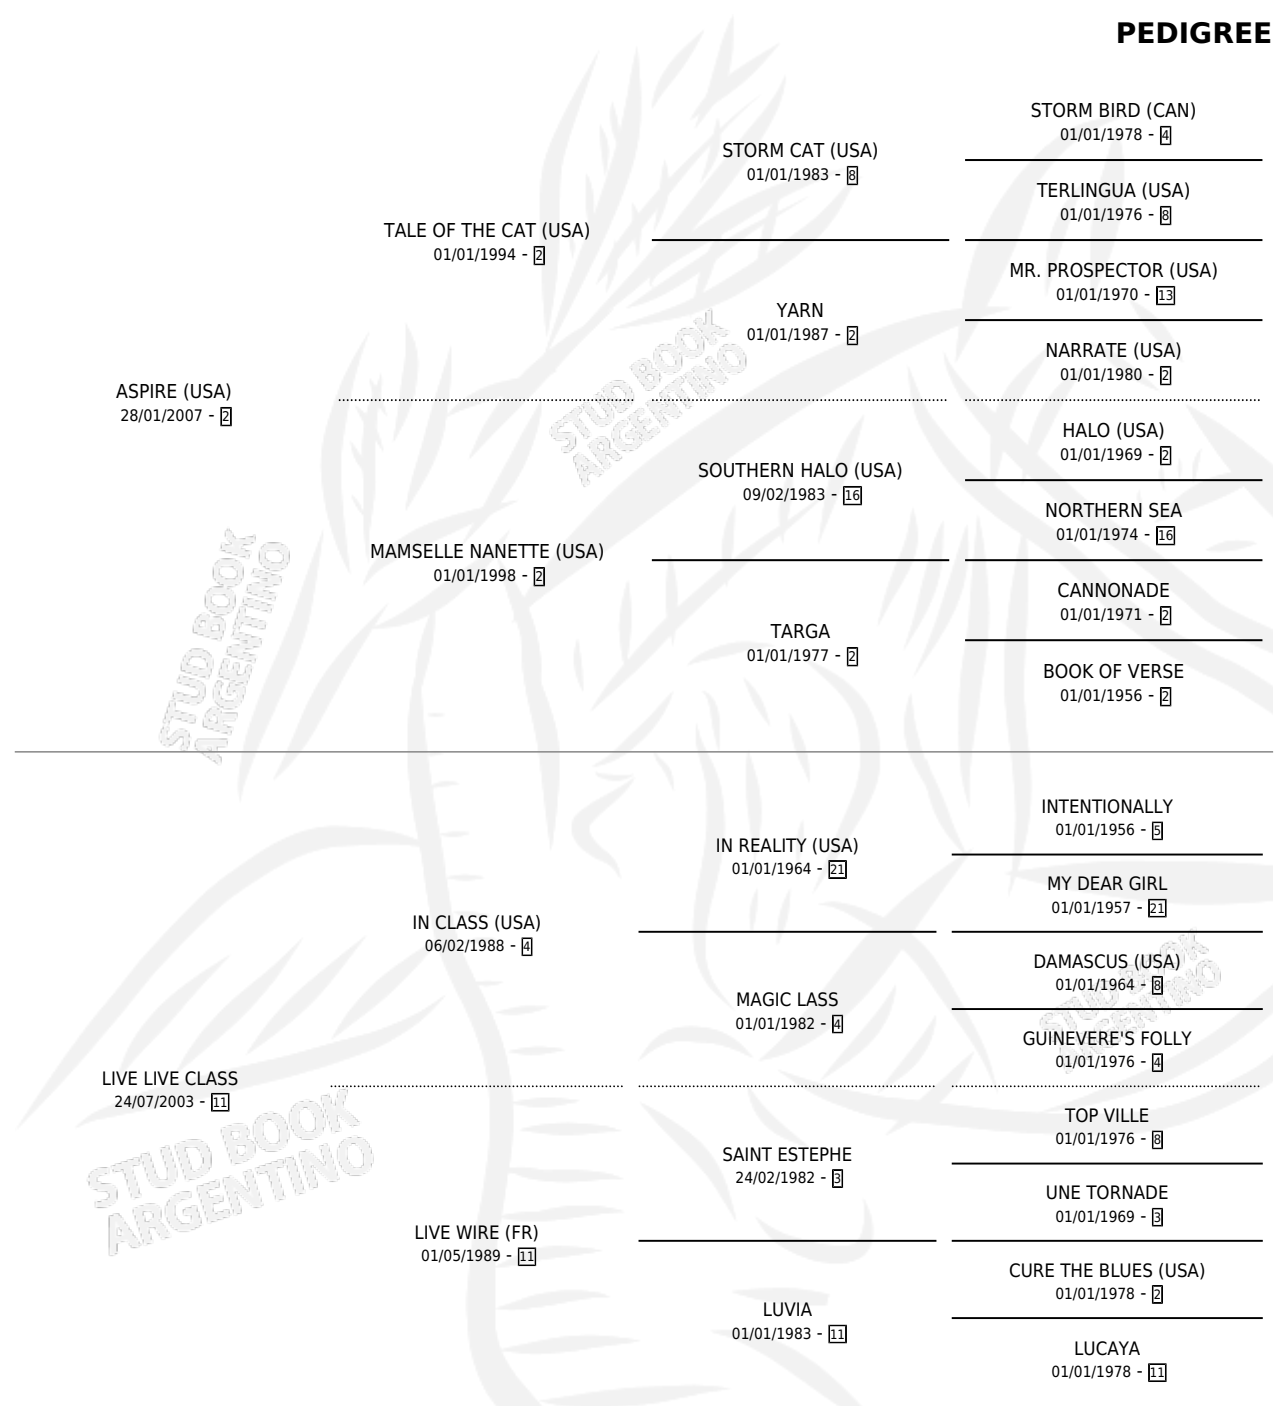 PEDIGREE
STORM BIRD (CAN)
01/01/1978 - 4
STORM CAT (USA)
01/01/1983 - 8
TERLINGUA (USA)
01/01/1976 - 8
TALE OF THE CAT (USA)
01/01/1994 - 2
MR. PROSPECTOR (USA)
01/01/1970 - 13
YARN
01/01/1987 - 2
NARRATE (USA)
01/01/1980 - 2
ASPIRE (USA)
28/01/2007 - 2
HALO (USA)
01/01/1969 - 2
SOUTHERN HALO (USA)
09/02/1983 - 16
NORTHERN SEA
01/01/1974 - 16
MAMSELLE NANETTE (USA)
01/01/1998 - 2
CANNONADE
01/01/1971 - 2
TARGA
01/01/1977 - 2
BOOK OF VERSE
01/01/1956 - 2
INTENTIONALLY
01/01/1956 - 5
IN REALITY (USA)
01/01/1964 - 21
MY DEAR GIRL
01/01/1957 - 21
IN CLASS (USA)
06/02/1988 - 4
DAMASCUS (USA)
01/01/1964 - 8
MAGIC LASS
01/01/1982 - 4
GUINEVERE'S FOLLY
01/01/1976 - 4
LIVE LIVE CLASS
24/07/2003 - 11
TOP VILLE
01/01/1976 - 8
SAINT ESTEPHE
24/02/1982 - 3
UNE TORNADE
01/01/1969 - 3
LIVE WIRE (FR)
01/05/1989 - 11
CURE THE BLUES (USA)
01/01/1978 - 2
LUVIA
01/01/1983 - 11
LUCAYA
01/01/1978 - 11
STUD BOOK
ARGENTINO
STUD BOOK
ARGENTINO
STUD BOOK
ARGENTINO
STUD BOOK
ARGENTINO